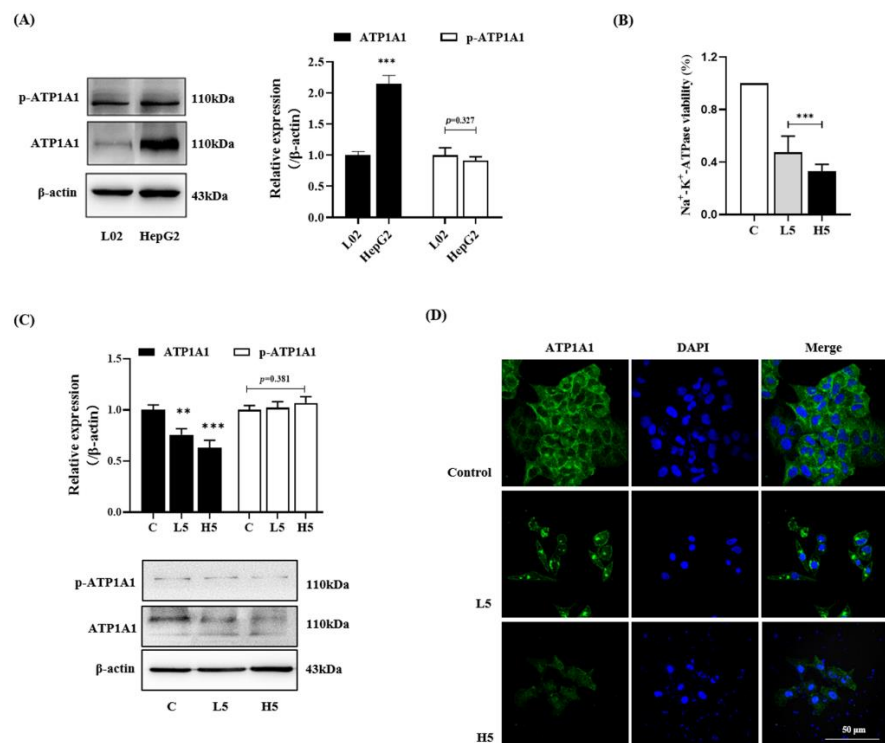 (A)
ATP1A1 p-ATP1A1
p-ATP1A1 110kDa
ATP1A1 110kDa
β-actin 43kDa
L02 HepG2
Relative expression
(/β-actin)
2.5
2.0
1.5
1.0
0.5
0.0
***
p=0.327
L02
HepG2
L02
HepG2
(B)
Na⁺-K⁺-ATPase viability (%)
1.2
0.8
0.4
0.0
***
C L5 H5
(C)
ATP1A1 p-ATP1A1
Relative expression
(/β-actin)
1.5
1.0
0.5
0.0
**
***
p=0.381
C L5 H5 C L5 H5
p-ATP1A1 110kDa
ATP1A1 110kDa
β-actin 43kDa
C L5 H5
(D)
ATP1A1 DAPI Merge
Control
L5
H5
50 μm